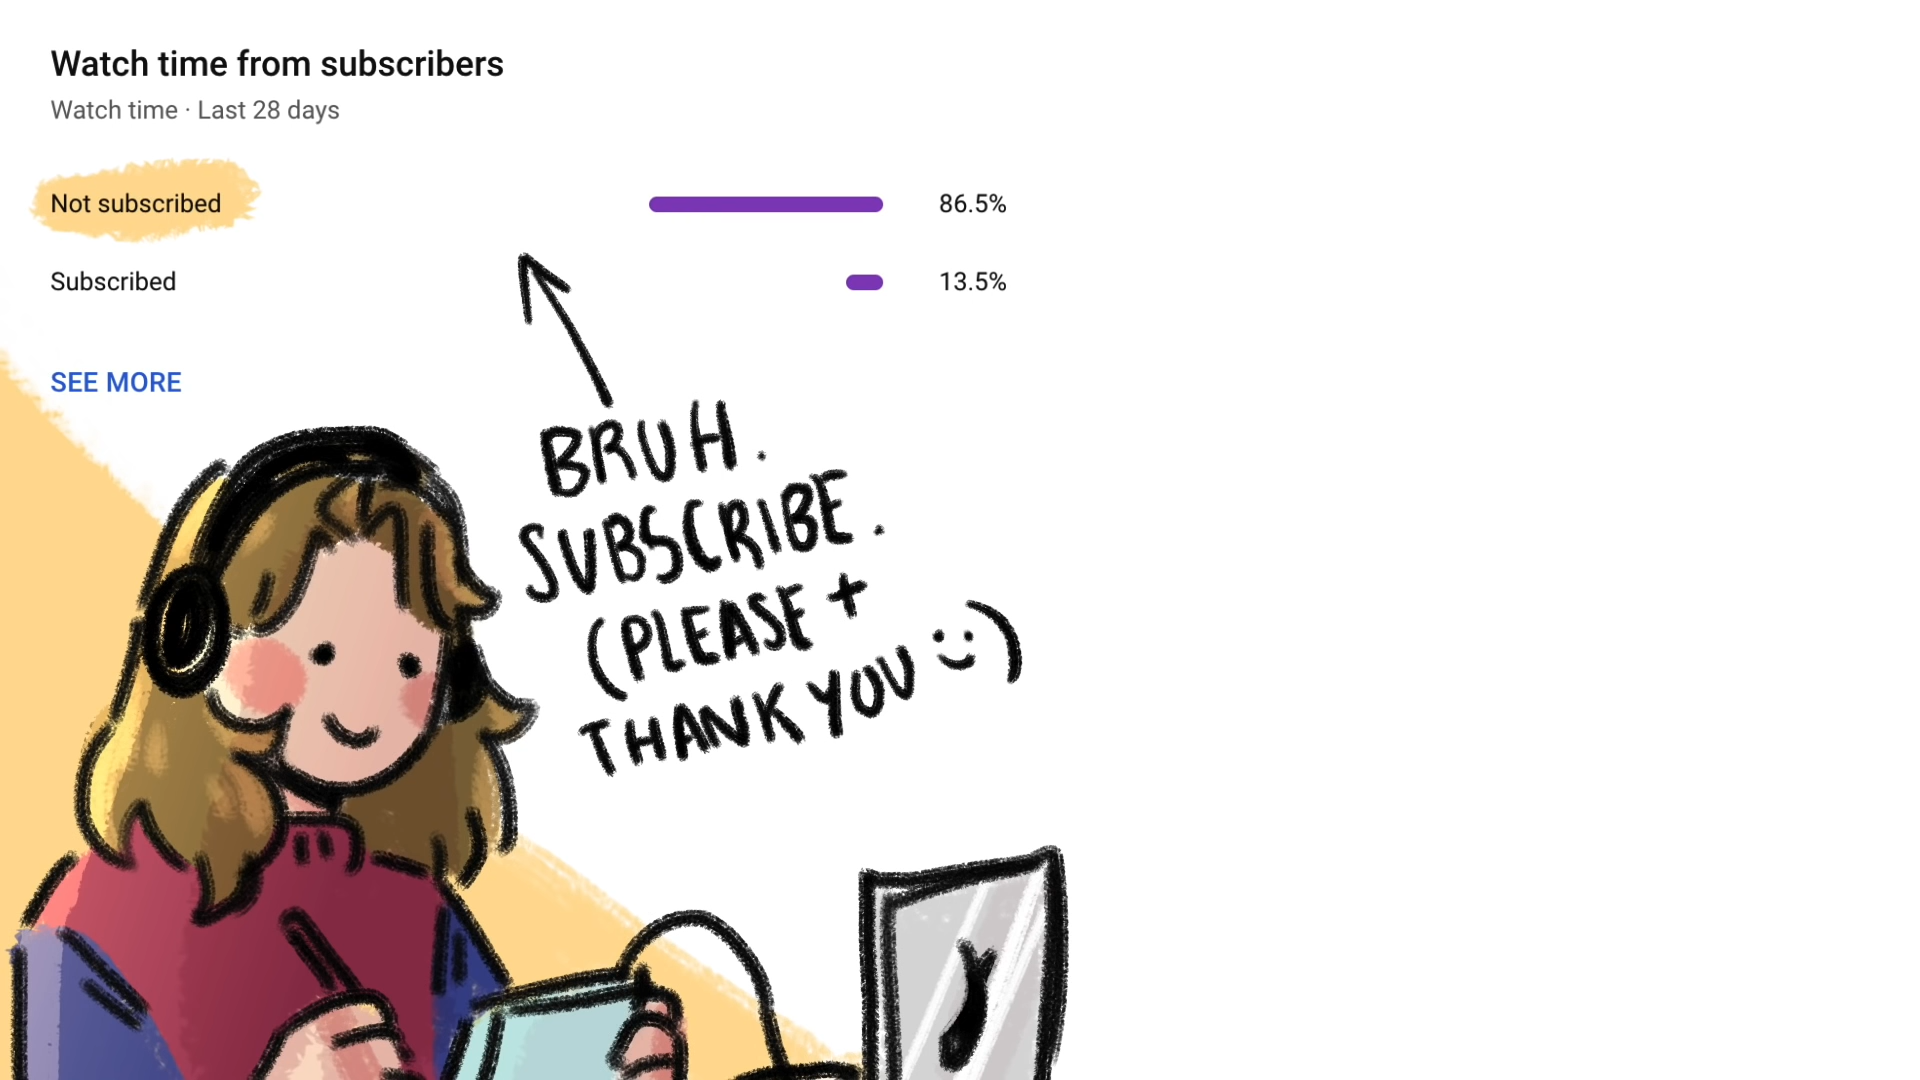 Watch time from subscribers
Watch time · Last 28 days
Not subscribed 86.5%
Subscribed 13.5%
SEE MORE
BRUH.
SUBSCRIBE.
(PLEASE +
THANK YOU :))